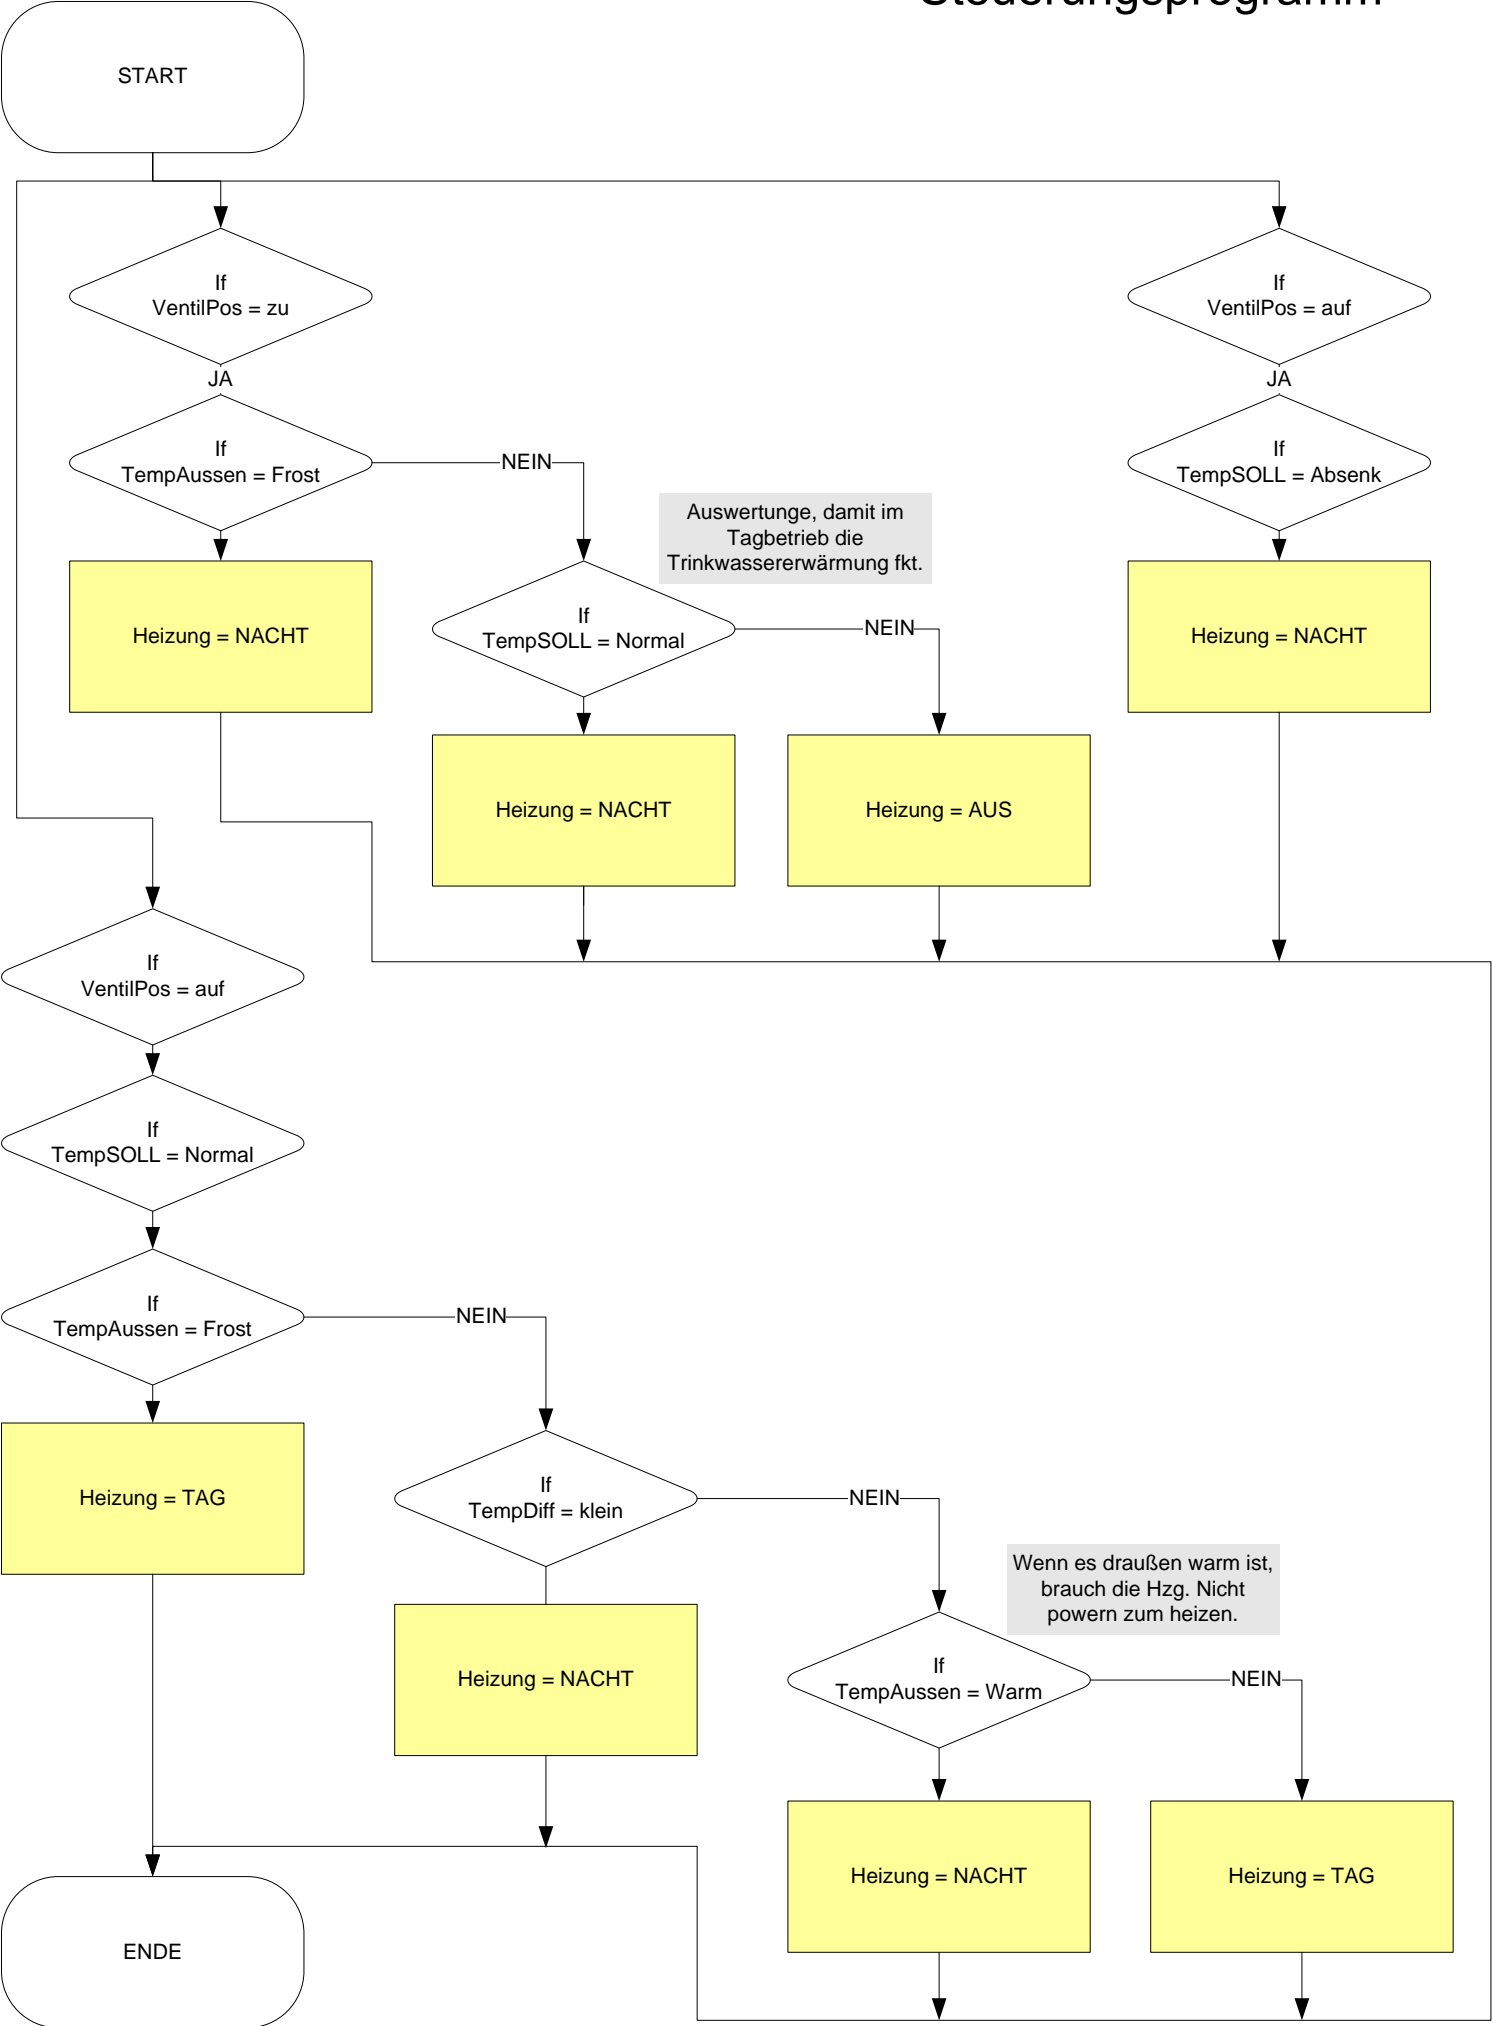 Steuerungsprogramm
START
If
VentilPos = zu
If
VentilPos = auf
JA
JA
If
TempAussen = Frost
NEIN
If
TempSOLL = Absenk
Auswertunge, damit im
Tagbetrieb die
Trinkwassererwärmung fkt.
Heizung = NACHT
If
TempSOLL = Normal
NEIN
Heizung = NACHT
Heizung = NACHT
Heizung = AUS
If
VentilPos = auf
If
TempSOLL = Normal
If
TempAussen = Frost
NEIN
Heizung = TAG
If
TempDiff = klein
NEIN
Wenn es draußen warm ist,
brauch die Hzg. Nicht
powern zum heizen.
Heizung = NACHT
If
TempAussen = Warm
NEIN
Heizung = NACHT
Heizung = TAG
ENDE